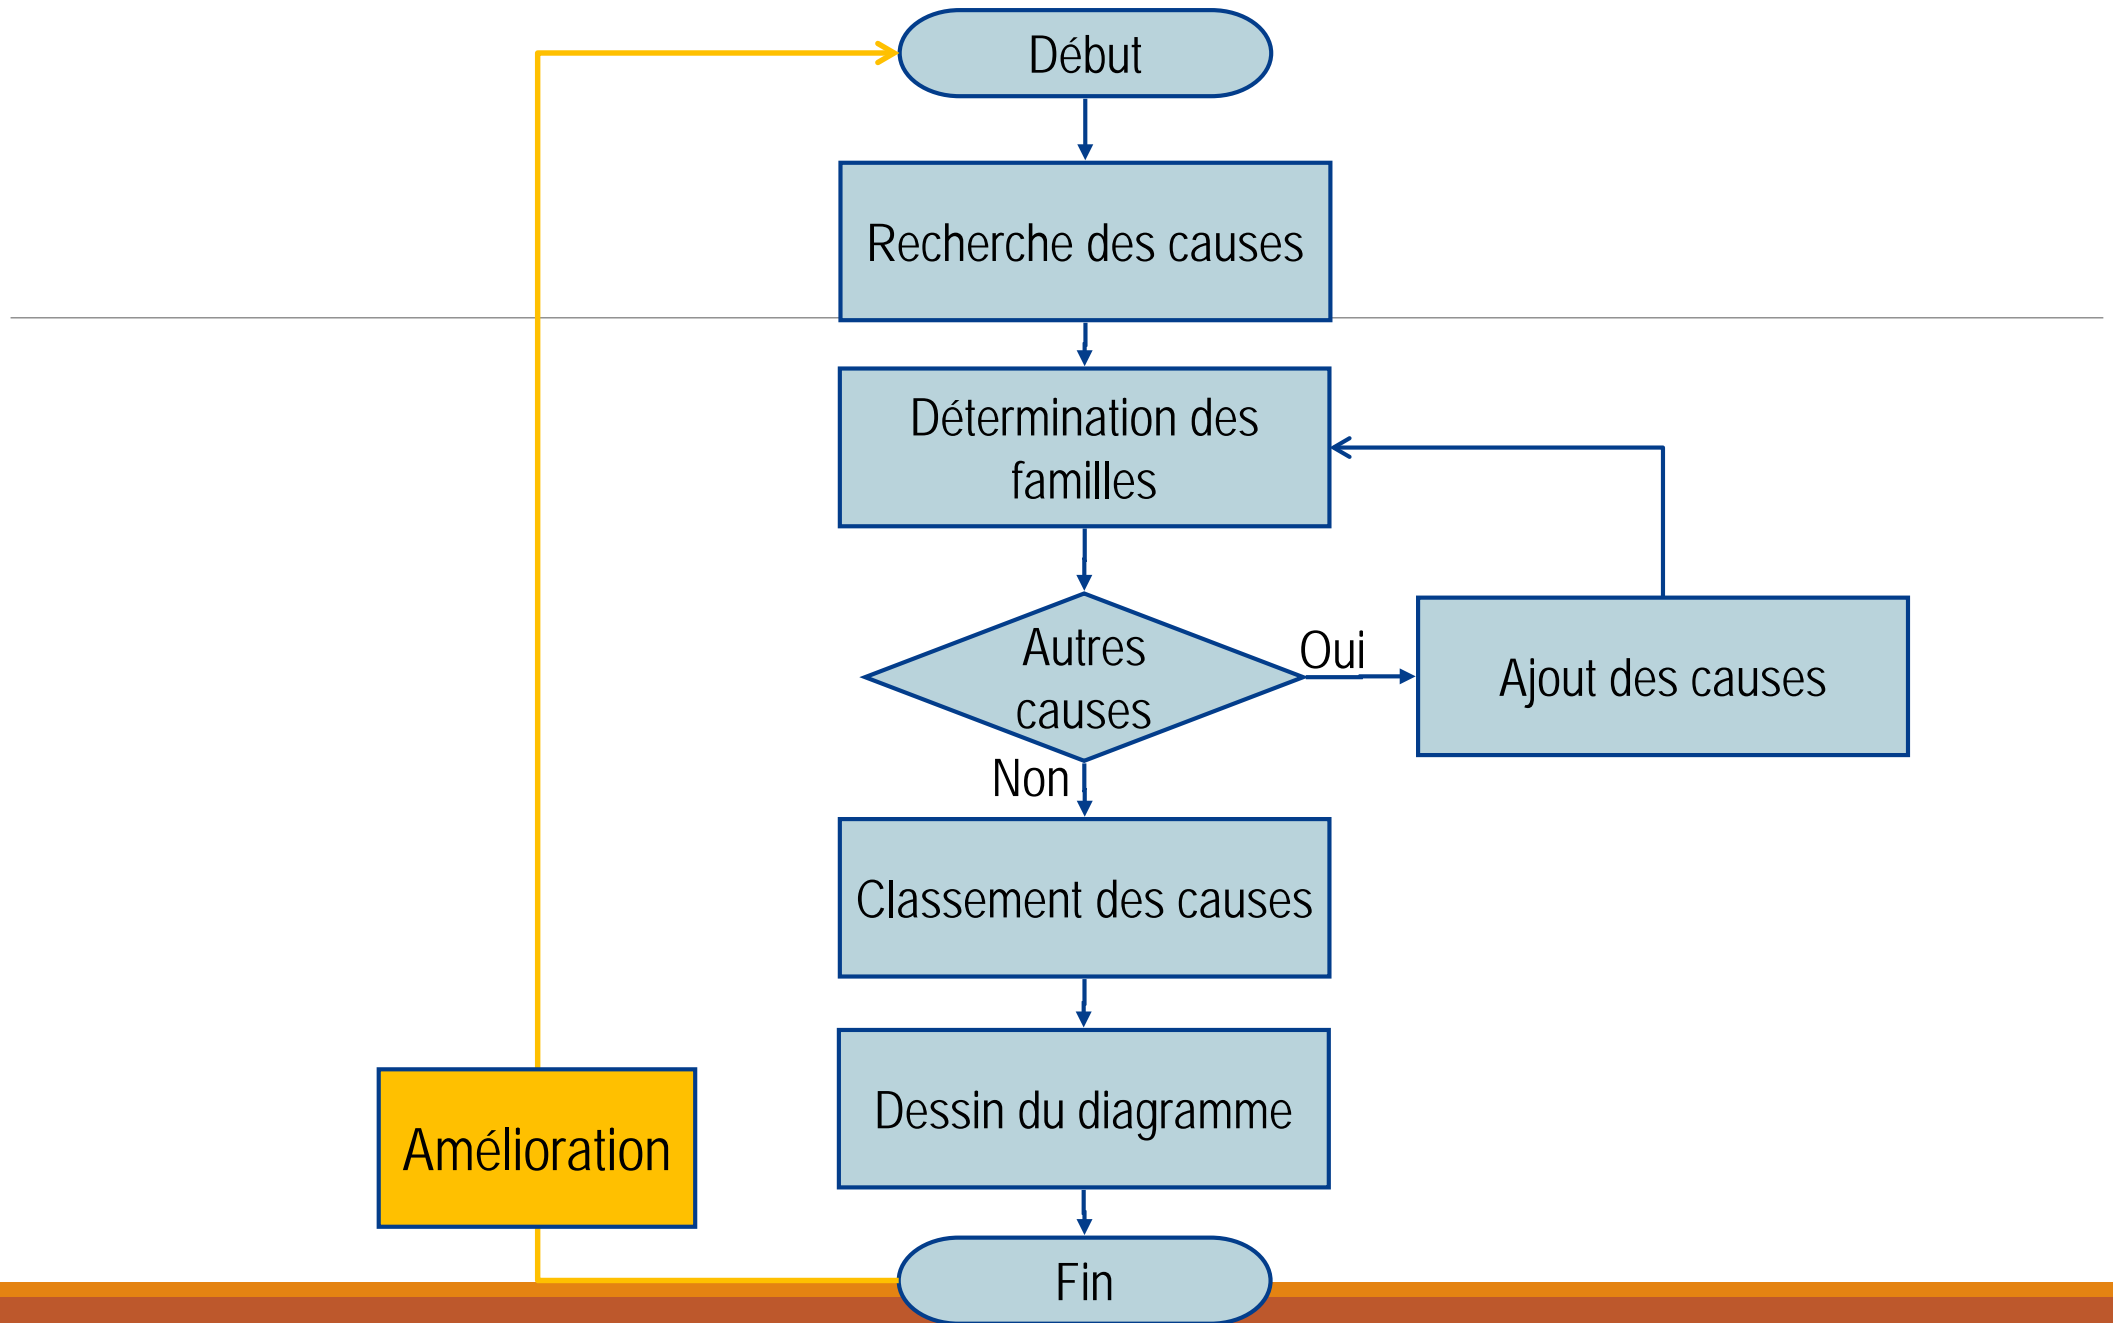 Début
Recherche des causes
Détermination des
familles
Autres
causes
Oui
Ajout des causes
Non
Classement des causes
Dessin du diagramme
Amélioration
Fin